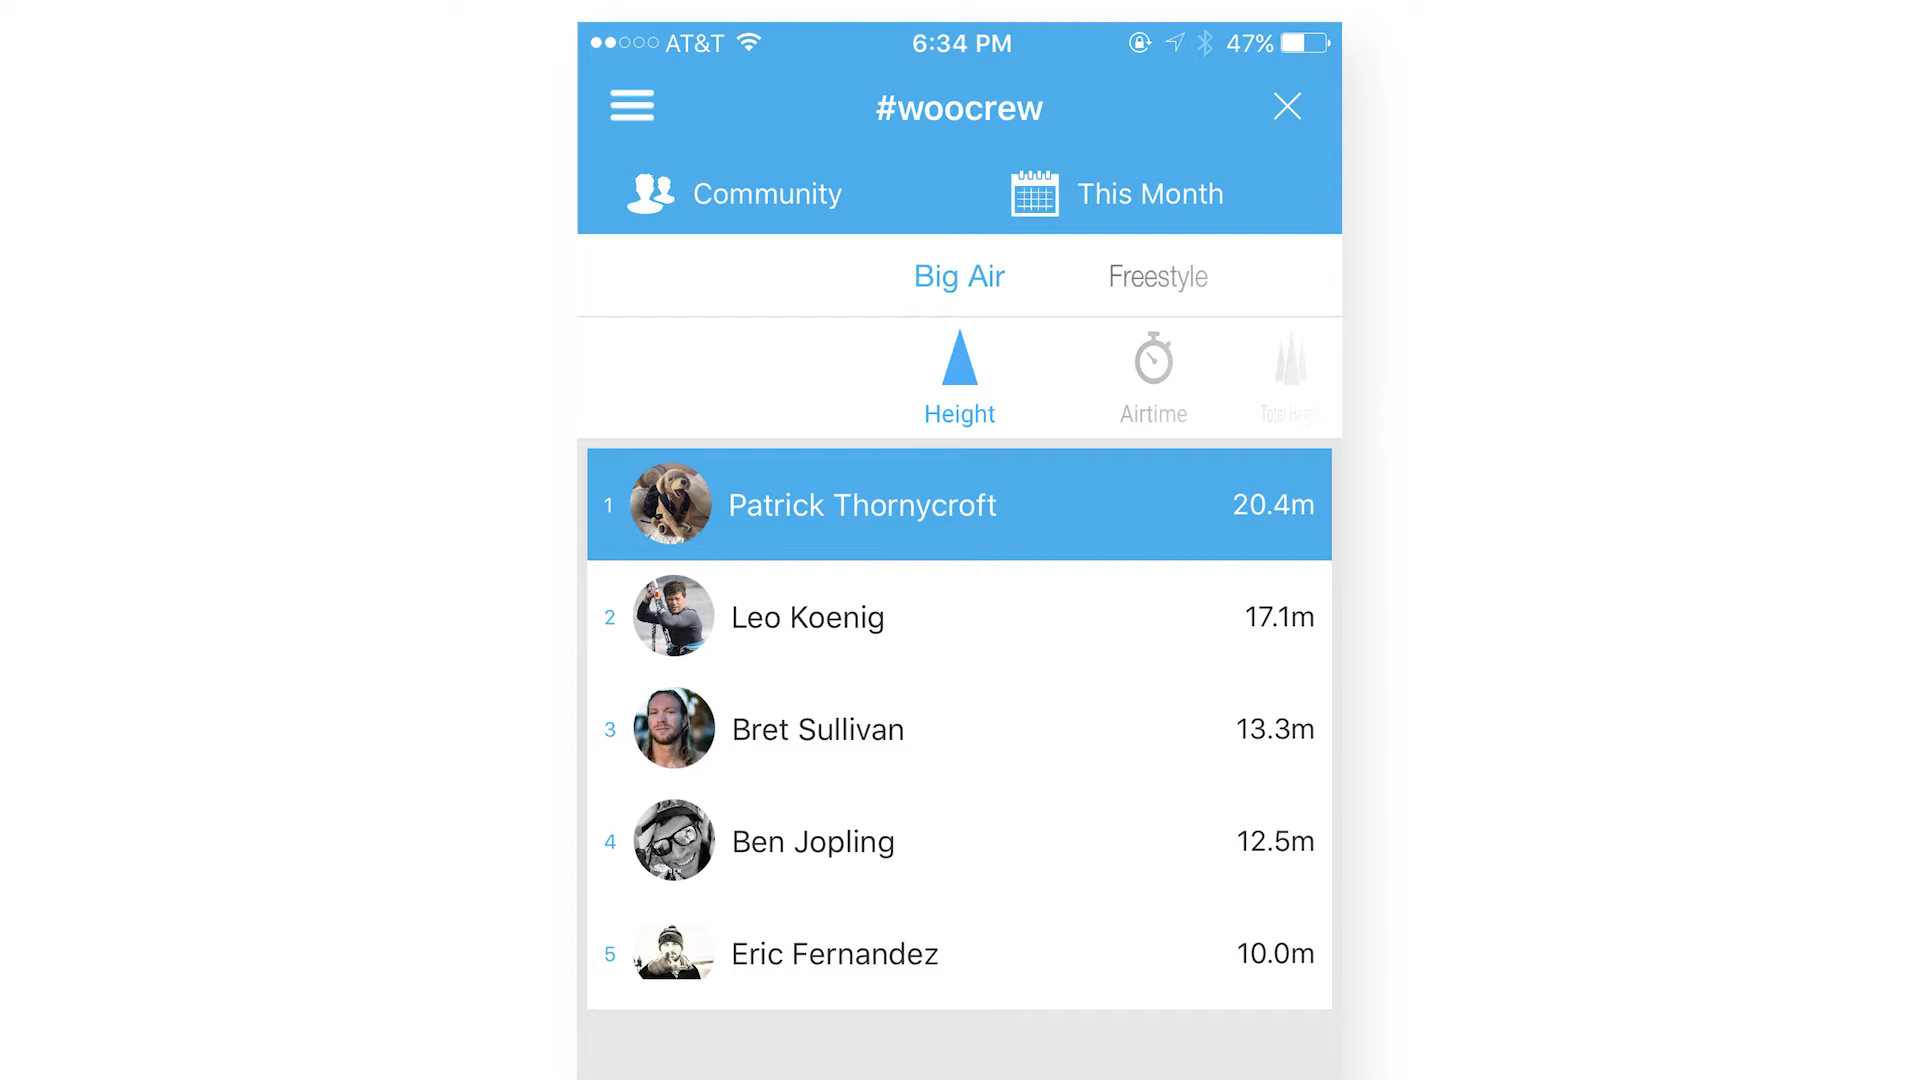 AT&T 6:34 PM 47%
#woocrew
Community This Month
Big Air Freestyle
Height Airtime Total Height
1 Patrick Thornycroft 20.4m
2 Leo Koenig 17.1m
3 Bret Sullivan 13.3m
4 Ben Jopling 12.5m
5 Eric Fernandez 10.0m